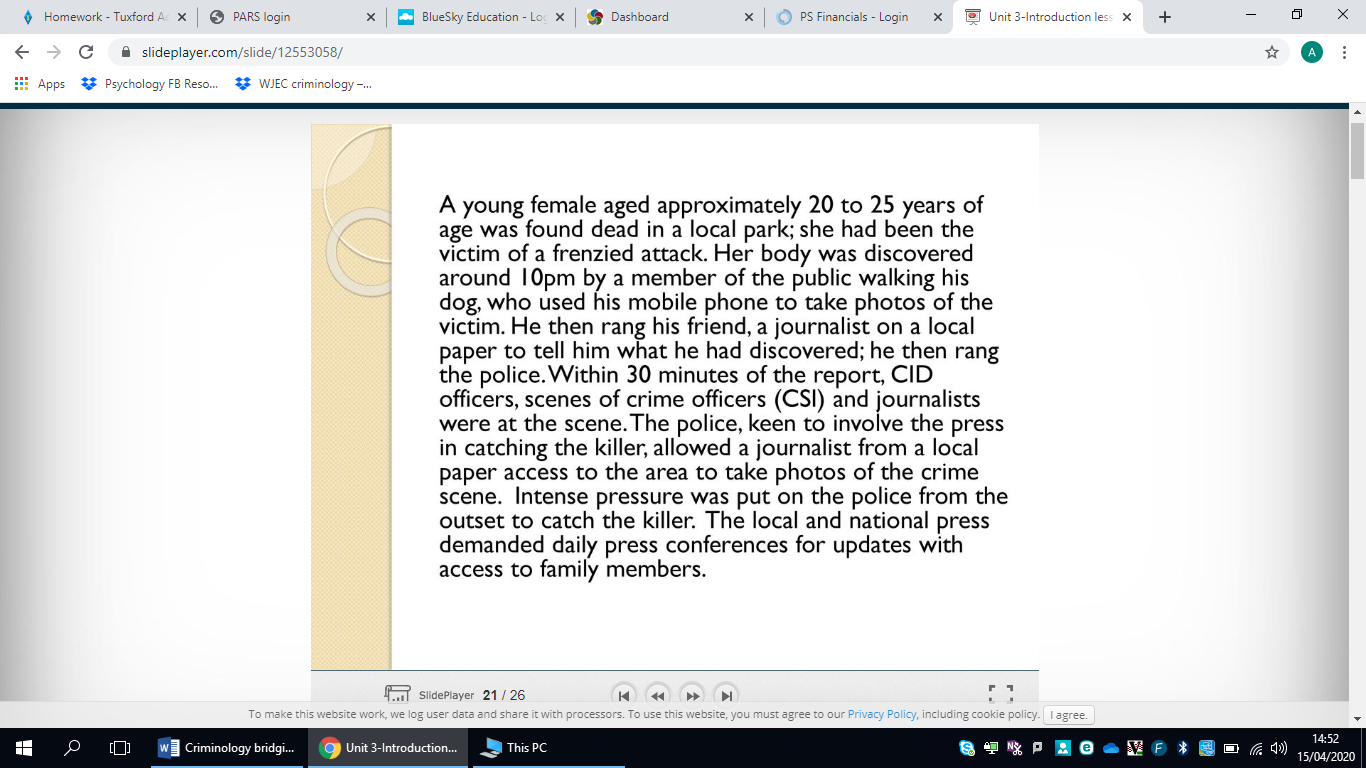 Homework - Tuxford A
PARS login
BlueSky Education - Log
Dashboard
PS Financials - Login
Unit 3-Introduction less
slideplayer.com/slide/12553058/
A
Apps
Psychology FB Reso...
WJEC criminology –...
A young female aged approximately 20 to 25 years of
age was found dead in a local park; she had been the
victim of a frenzied attack. Her body was discovered
around 10pm by a member of the public walking his
dog, who used his mobile phone to take photos of the
victim. He then rang his friend, a journalist on a local
paper to tell him what he had discovered; he then rang
the police. Within 30 minutes of the report, CID
officers, scenes of crime officers (CSI) and journalists
were at the scene. The police, keen to involve the press
in catching the killer, allowed a journalist from a local
paper access to the area to take photos of the crime
scene. Intense pressure was put on the police from the
outset to catch the killer. The local and national press
demanded daily press conferences for updates with
access to family members.
SlidePlayer 21 / 26
To make this website work, we log user data and share it with processors. To use this website, you must agree to our Privacy Policy, including cookie policy. I agree.
Criminology bridgi...
Unit 3-Introduction...
This PC
14:52
15/04/2020